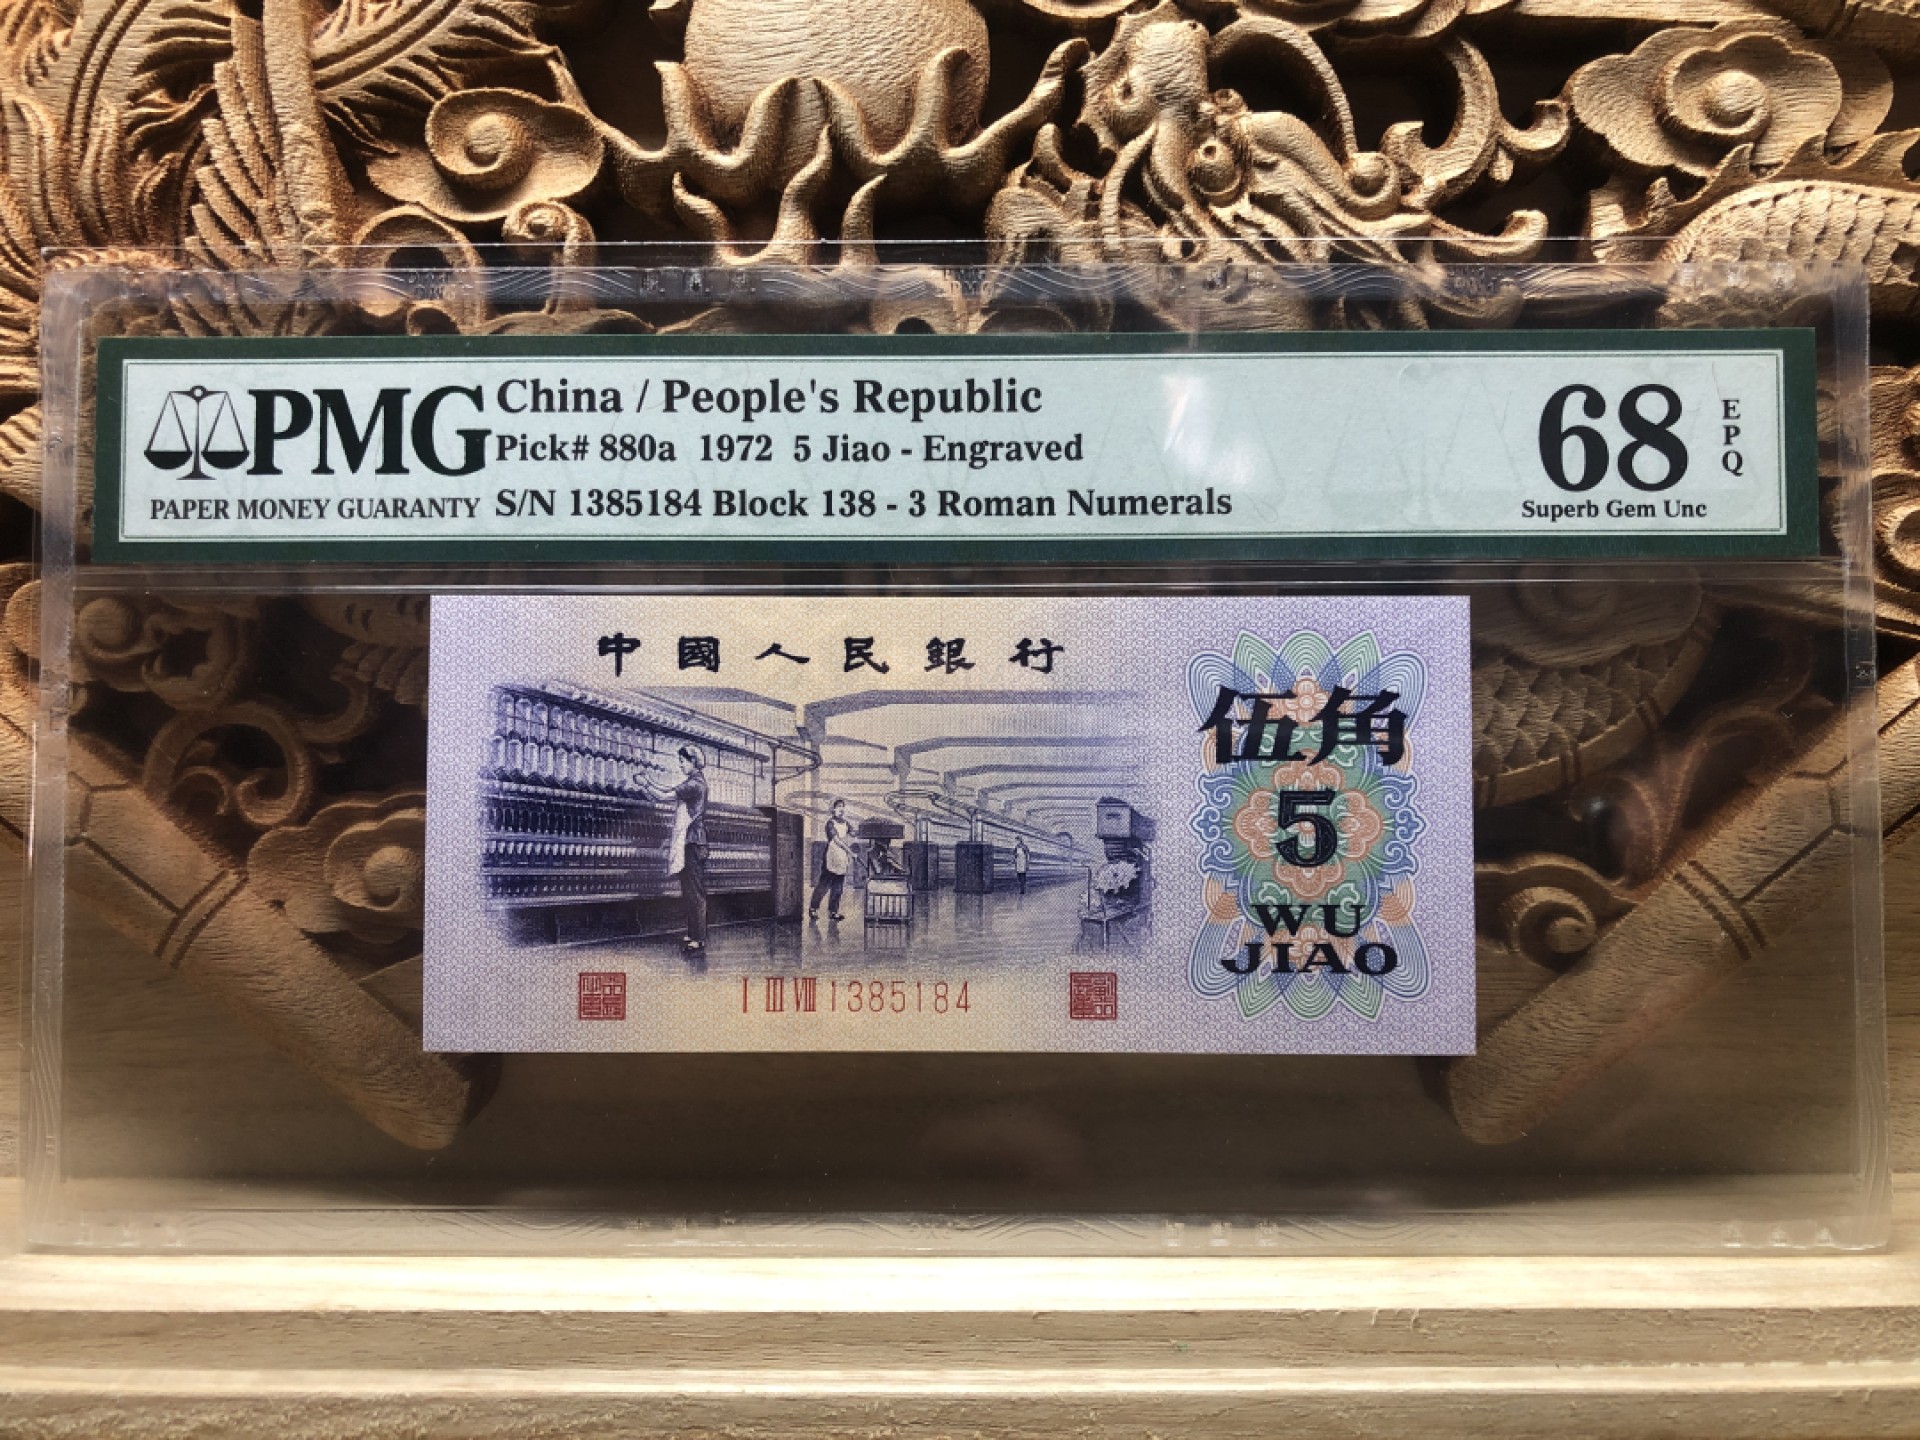 PMG
PAPER MONEY GUARANTY
China / People's Republic
Pick# 880a 1972 5 Jiao - Engraved
S/N 1385184 Block 138 - 3 Roman Numerals
68
EPQ
Superb Gem Unc
中國人民銀行
伍角
5
WU
JIAO
Ⅰ Ⅲ Ⅷ 1385184